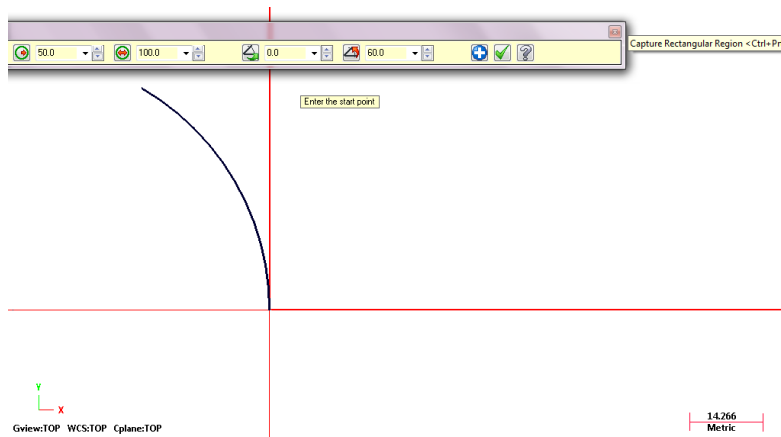 50.0 100.0 0.0 60.0
Capture Rectangular Region <Ctrl+Pr
Enter the start point
Y
X
Gview:TOP WCS:TOP Cplane:TOP
14.266
Metric